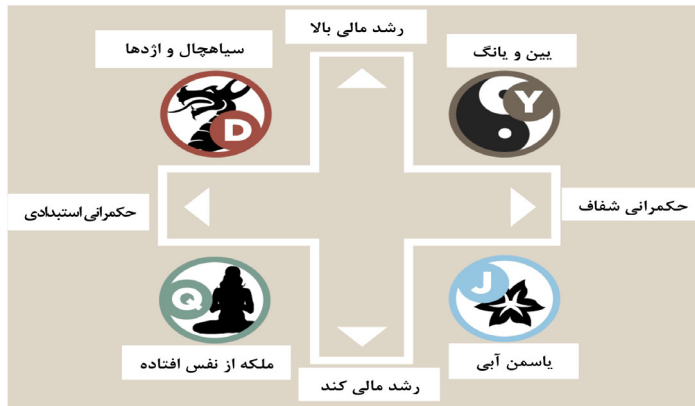 رشد مالی بالا
یین و یانگ
سیاهچال و اژدها
Y
D
حکمرانی شفاف
حکمرانی استبدادی
J
Q
یاسمن آبی
ملکه از نفس افتاده
رشد مالی کند